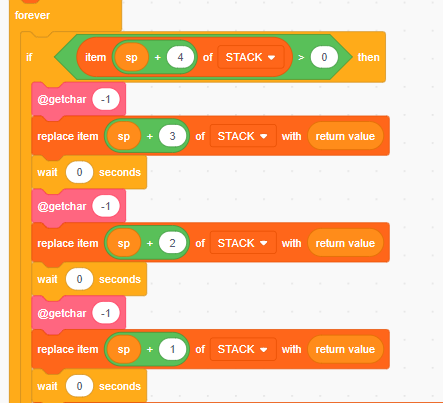 forever
if item sp + 4 of STACK > 0 then
@getchar -1
replace item sp + 3 of STACK with return value
wait 0 seconds
@getchar -1
replace item sp + 2 of STACK with return value
wait 0 seconds
@getchar -1
replace item sp + 1 of STACK with return value
wait 0 seconds